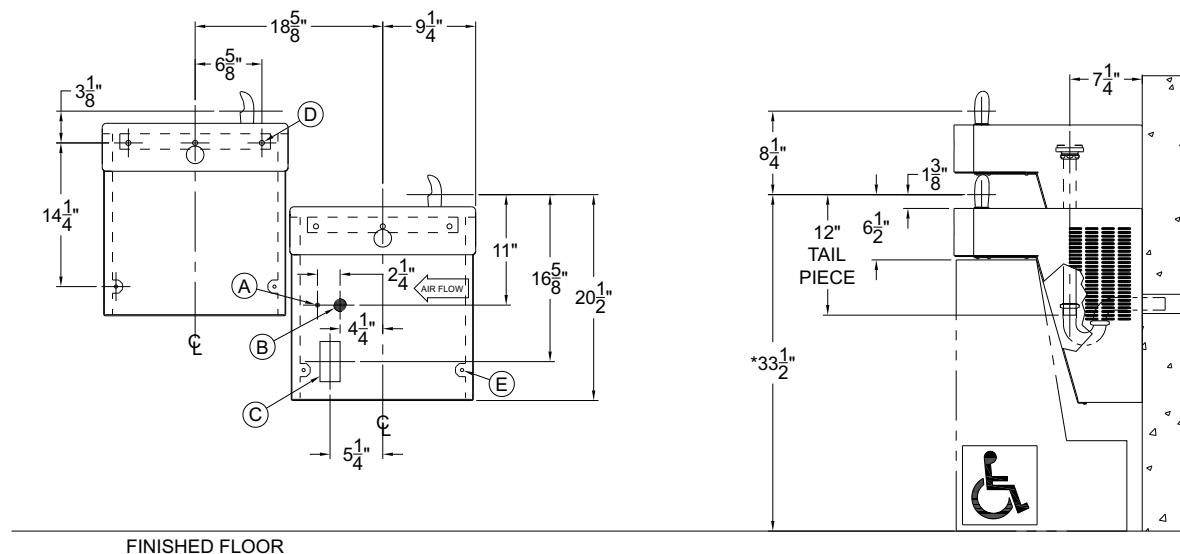 18 5/8"
9 1/4"
6 5/8"
3 1/8"
D
14 1/4"
A
B
C
E
2 1/4"
AIR FLOW
4 1/4"
5 1/4"
11"
16 5/8"
20 1/2"
℄
℄
7 1/4"
8 1/4"
1 3/8"
6 1/2"
12"
TAIL
PIECE
*33 1/2"
FINISHED FLOOR